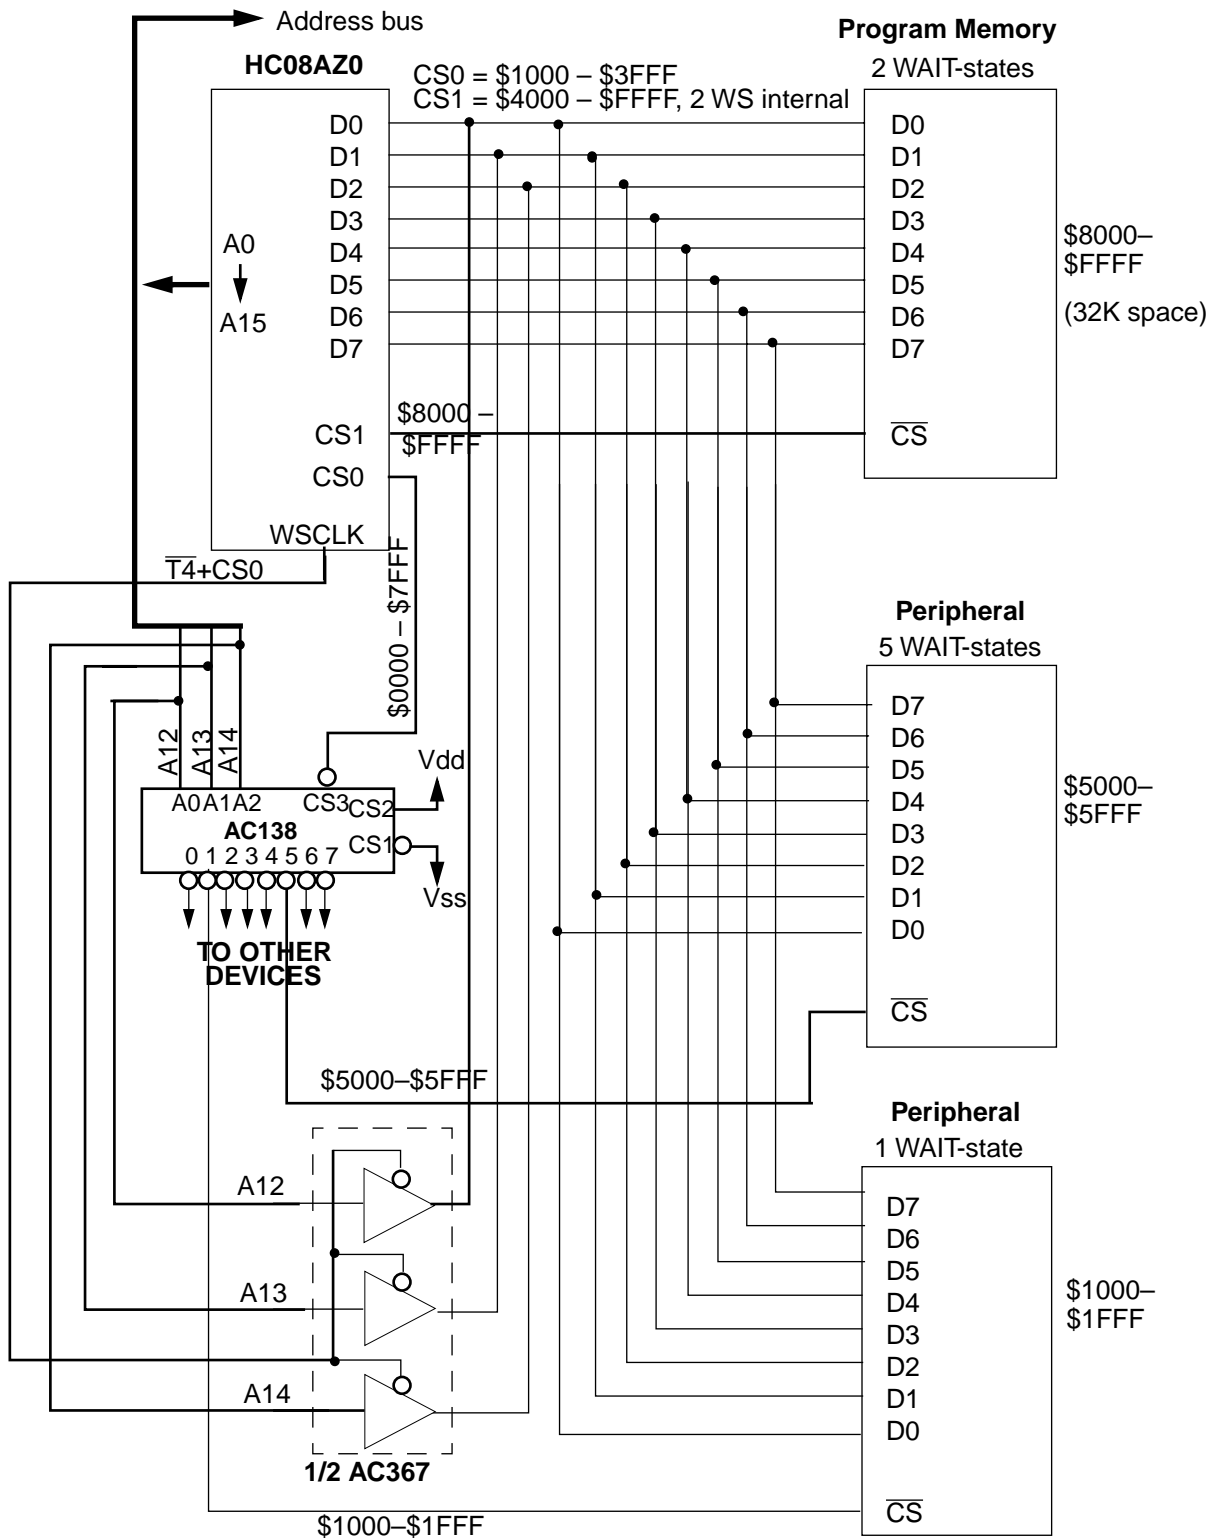 Address bus
HC08AZ0
CS0 = $1000 – $3FFF
CS1 = $4000 – $FFFF, 2 WS internal
Program Memory
2 WAIT-states
D0
D1
D2
D3
D4
D5
D6
D7
A0
A15
CS1
CS0
WSCLK
$8000 –
$FFFF
D0
D1
D2
D3
D4
D5
D6
D7
CS
$8000–
$FFFF
(32K space)
T4+CS0
$0000 – $7FFF
A12
A13
A14
A0 A1 A2
CS3
CS2
AC138
CS1
0 1 2 3 4 5 6 7
Vdd
Vss
TO OTHER
DEVICES
Peripheral
5 WAIT-states
D7
D6
D5
D4
D3
D2
D1
D0
CS
$5000–
$5FFF
$5000–$5FFF
A12
A13
A14
1/2 AC367
Peripheral
1 WAIT-state
D7
D6
D5
D4
D3
D2
D1
D0
CS
$1000–
$1FFF
$1000–$1FFF